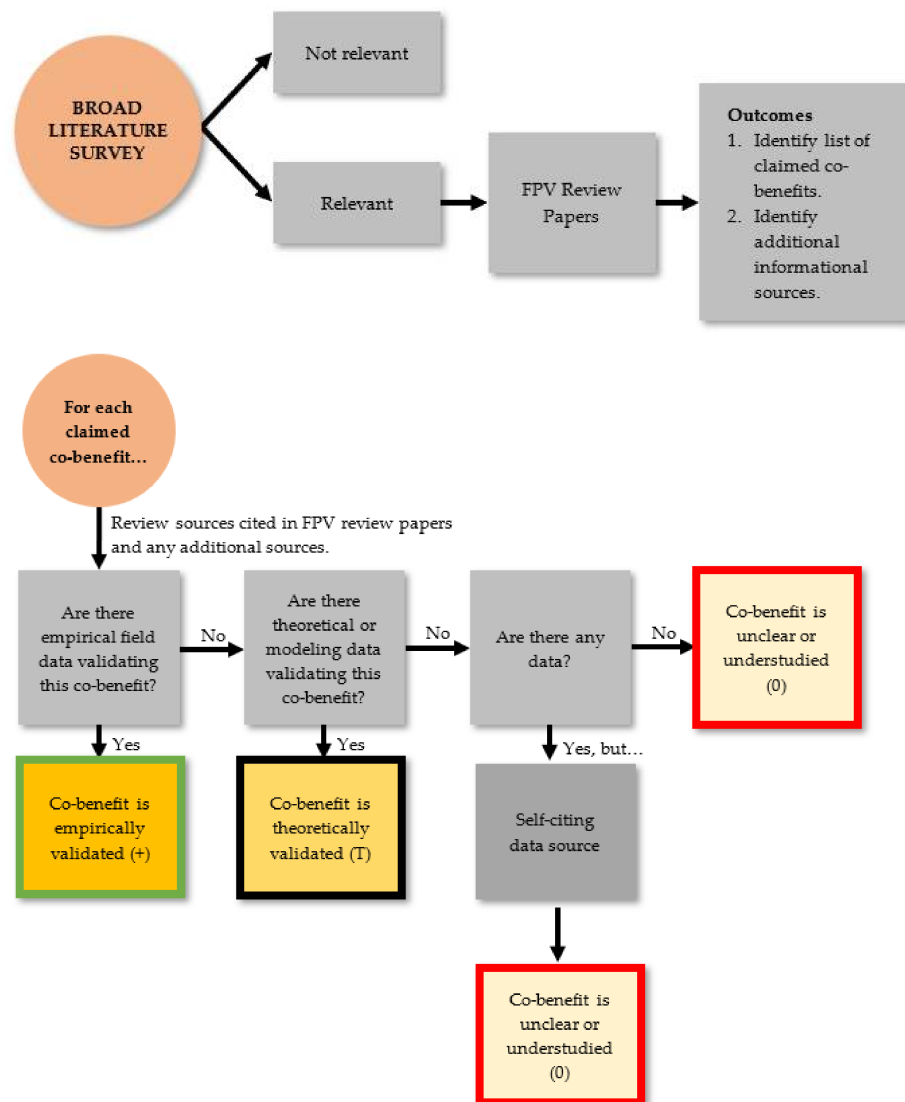 Not relevant
BROAD
LITERATURE
SURVEY
Relevant
FPV Review
Papers
Outcomes
1. Identify list of
claimed co-
benefits.
2. Identify
additional
informational
sources.
For each
claimed
co-benefit...
Review sources cited in FPV review papers
and any additional sources.
Are there
empirical field
data validating
this co-benefit?
No
Are there
theoretical or
modeling data
validating this
co-benefit?
No
Are there any
data?
No
Co-benefit is
unclear or
understudied
(0)
Yes
Co-benefit is
empirically
validated (+)
Yes
Co-benefit is
theoretically
validated (T)
Yes, but...
Self-citing
data source
Co-benefit is
unclear or
understudied
(0)